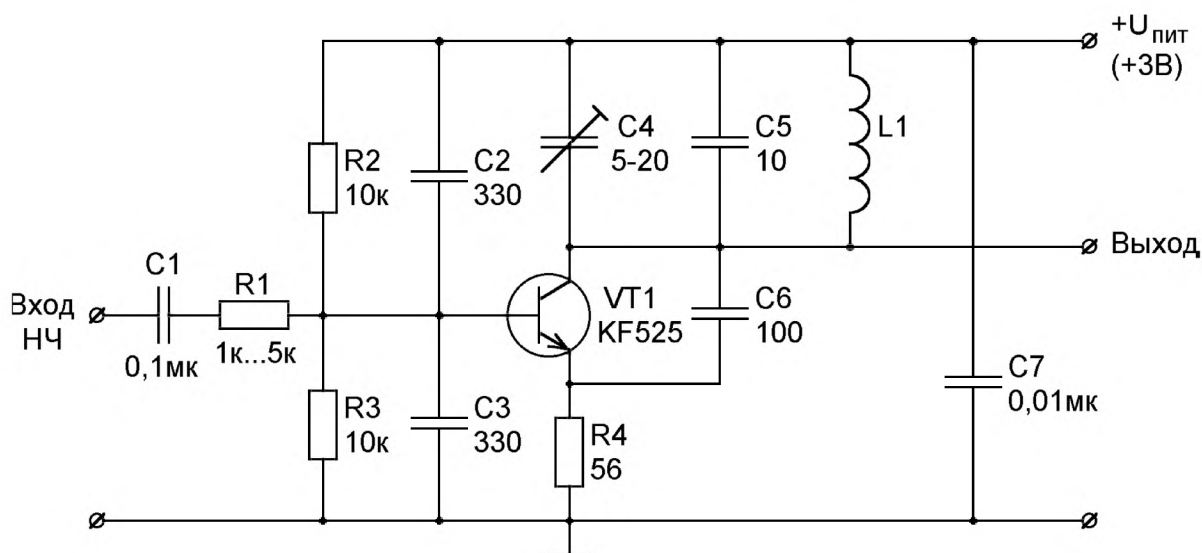 +Uпит
(+3В)
C4
5-20
C5
10
L1
R2
10к
C2
330
Выход
C1
R1
Вход
НЧ
0,1мк
1к...5к
VT1
KF525
C6
100
C7
0,01мк
R3
10к
C3
330
R4
56